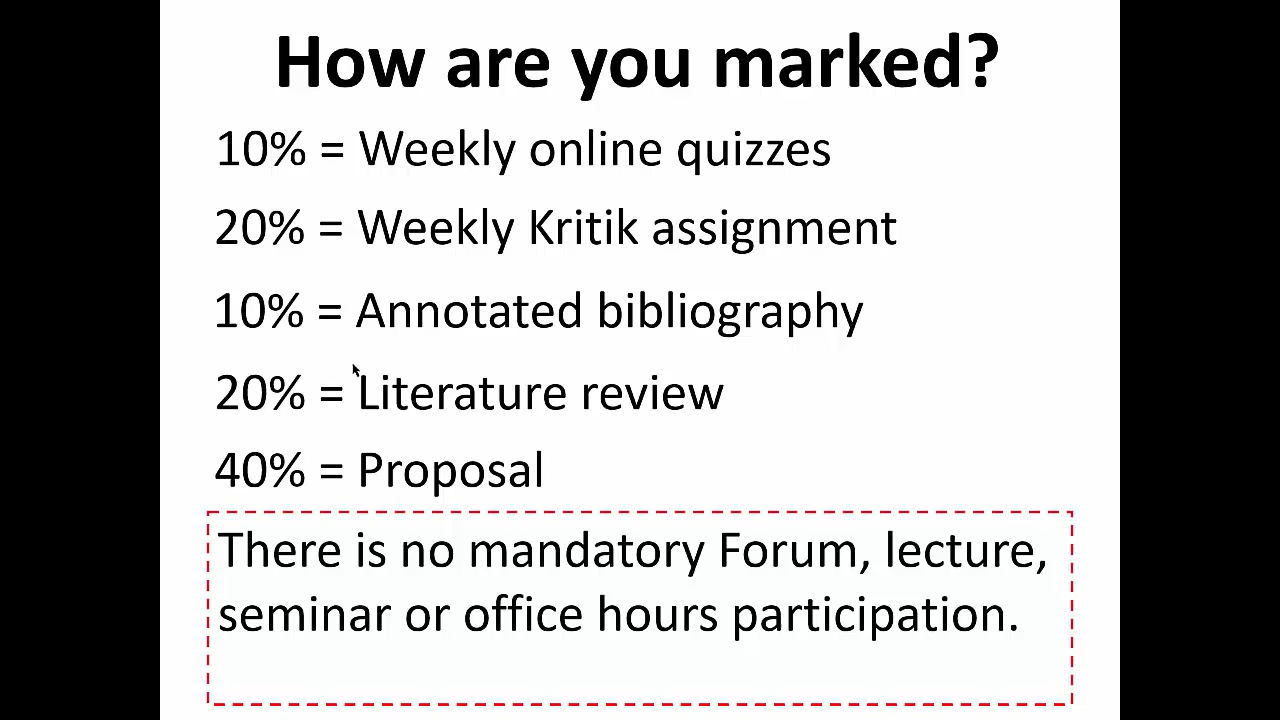 How are you marked?
10% = Weekly online quizzes
20% = Weekly Kritik assignment
10% = Annotated bibliography
20% = Literature review
40% = Proposal
There is no mandatory Forum, lecture,
seminar or office hours participation.